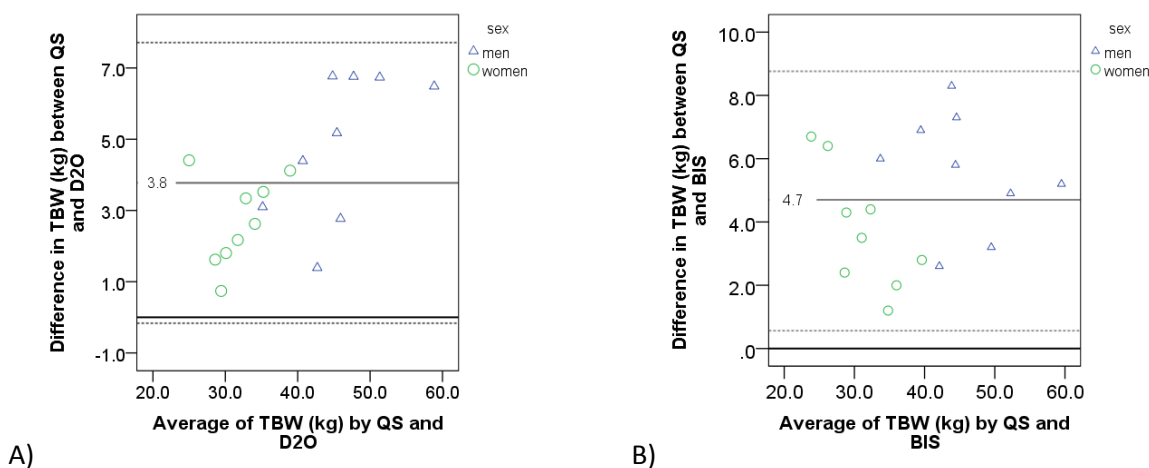 A)
Difference in TBW (kg) between QS
and D2O
7.0
5.0
3.0
1.0
-1.0
3.8
20.0 30.0 40.0 50.0 60.0
Average of TBW (kg) by QS and
D2O
sex
men
women
B)
Difference in TBW (kg) between QS
and BIS
10.0
8.0
6.0
4.0
2.0
.0
4.7
20.0 30.0 40.0 50.0 60.0
Average of TBW (kg) by QS and
BIS
sex
men
women